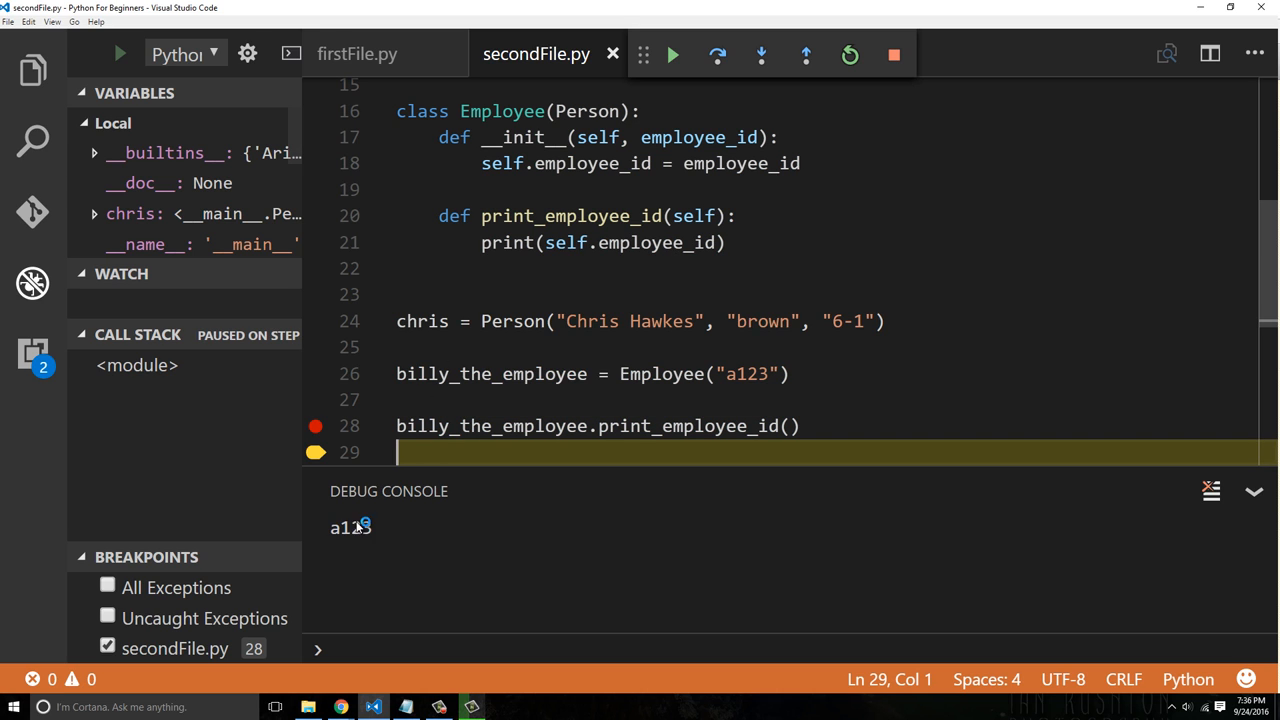 secondFile.py - Python For Beginners - Visual Studio Code
File Edit View Go Help
Python
firstFile.py
secondFile.py
VARIABLES
Local
__builtins__: {'Ari...
__doc__: None
chris: <__main__.Pe...
__name__: '__main__'
WATCH
CALL STACK PAUSED ON STEP
<module>
BREAKPOINTS
All Exceptions
Uncaught Exceptions
secondFile.py 28
2
15
16 class Employee(Person):
17 def __init__(self, employee_id):
18 self.employee_id = employee_id
19
20 def print_employee_id(self):
21 print(self.employee_id)
22
23
24 chris = Person("Chris Hawkes", "brown", "6-1")
25
26 billy_the_employee = Employee("a123")
27
28 billy_the_employee.print_employee_id()
29
DEBUG CONSOLE
a123
0 0 Ln 29, Col 1 Spaces: 4 UTF-8 CRLF Python
I'm Cortana. Ask me anything.
7:36 PM
9/24/2016